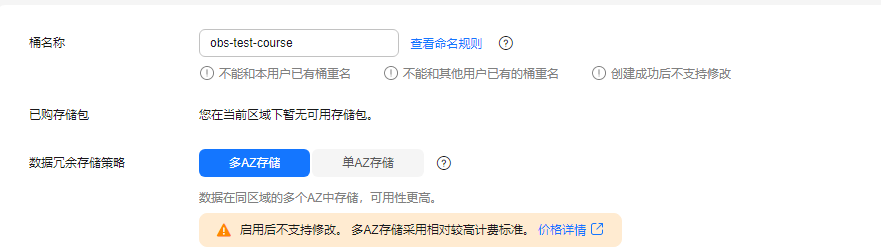 桶名称 obs-test-course 查看命名规则
不能和本用户已有桶重名 不能和其他用户已有的桶重名 创建成功后不支持修改
已购存储包 您在当前区域下暂无可用存储包。
数据冗余存储策略 多AZ存储 单AZ存储
数据在同区域的多个AZ中存储，可用性更高。
启用后不支持修改。 多AZ存储采用相对较高计费标准。 价格详情